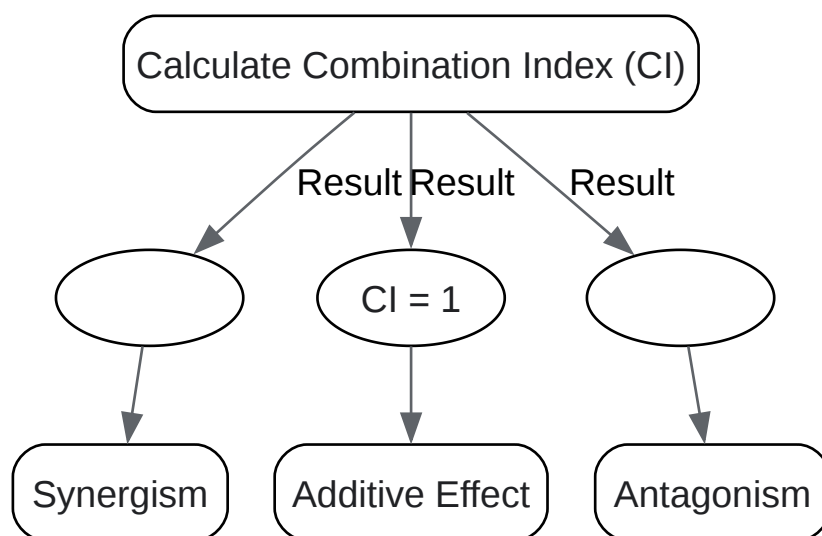 Calculate Combination Index (CI)
Result Result Result
CI = 1
Synergism Additive Effect Antagonism